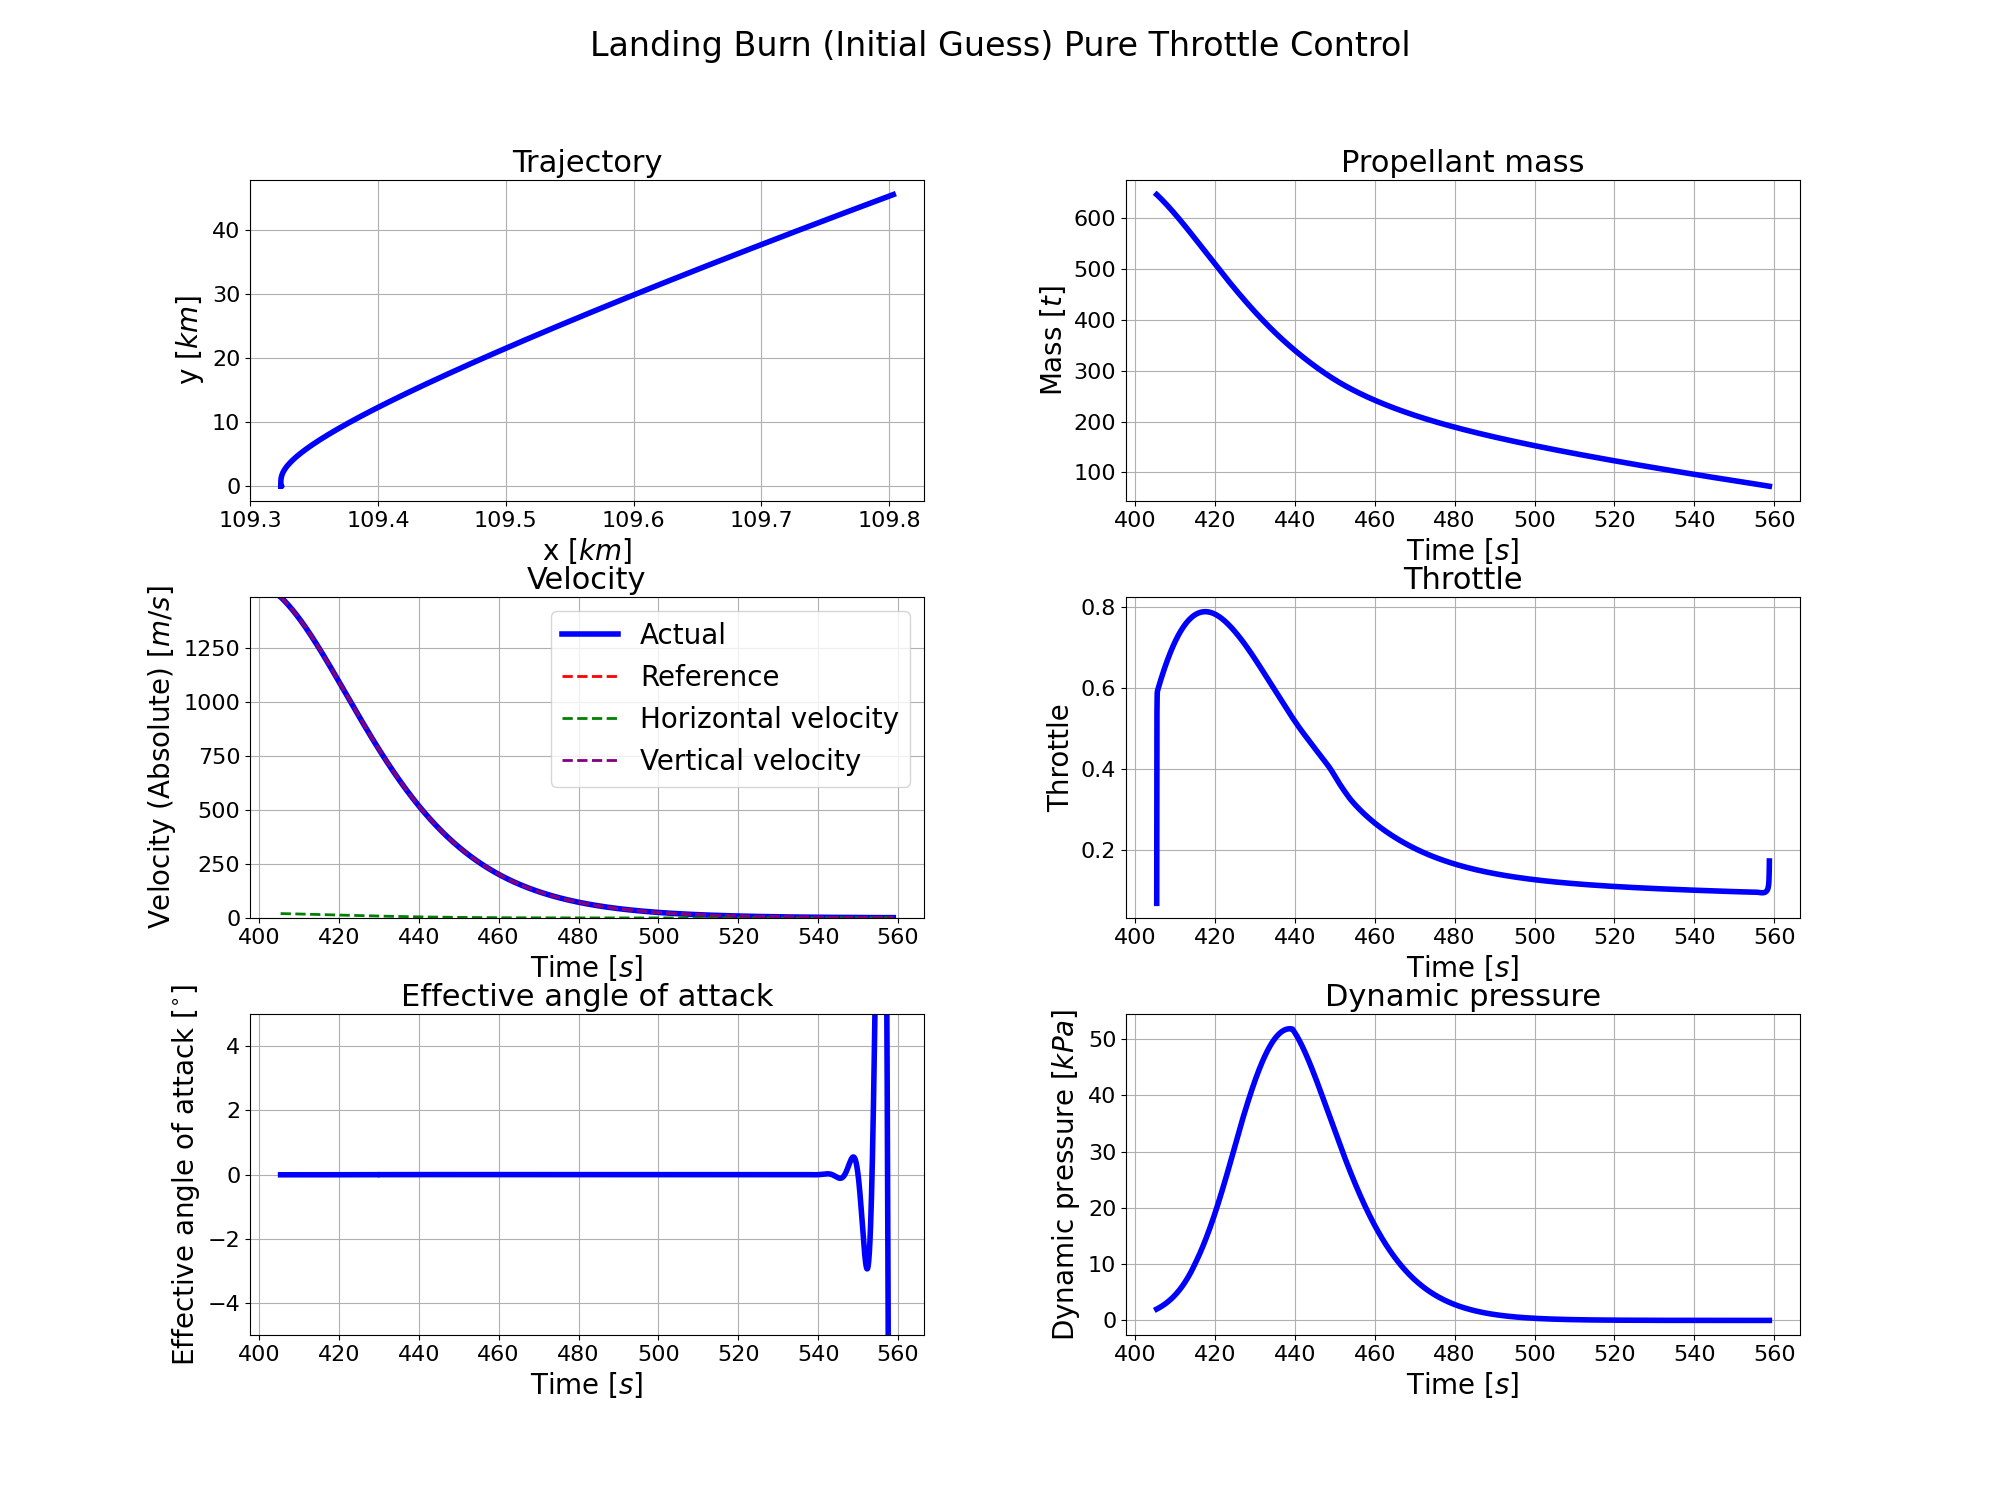 Landing Burn (Initial Guess) Pure Throttle Control
Trajectory
y [km]
40
30
20
10
0
109.3 109.4 109.5 109.6 109.7 109.8
x [km]
Propellant mass
Mass [t]
600
500
400
300
200
100
400 420 440 460 480 500 520 540 560
Time [s]
Velocity
Velocity (Absolute) [m/s]
1250
1000
750
500
250
0
Actual
Reference
Horizontal velocity
Vertical velocity
400 420 440 460 480 500 520 540 560
Time [s]
Throttle
Throttle
0.8
0.6
0.4
0.2
400 420 440 460 480 500 520 540 560
Time [s]
Effective angle of attack
Effective angle of attack [°]
4
2
0
−2
−4
400 420 440 460 480 500 520 540 560
Time [s]
Dynamic pressure
Dynamic pressure [kPa]
50
40
30
20
10
0
400 420 440 460 480 500 520 540 560
Time [s]